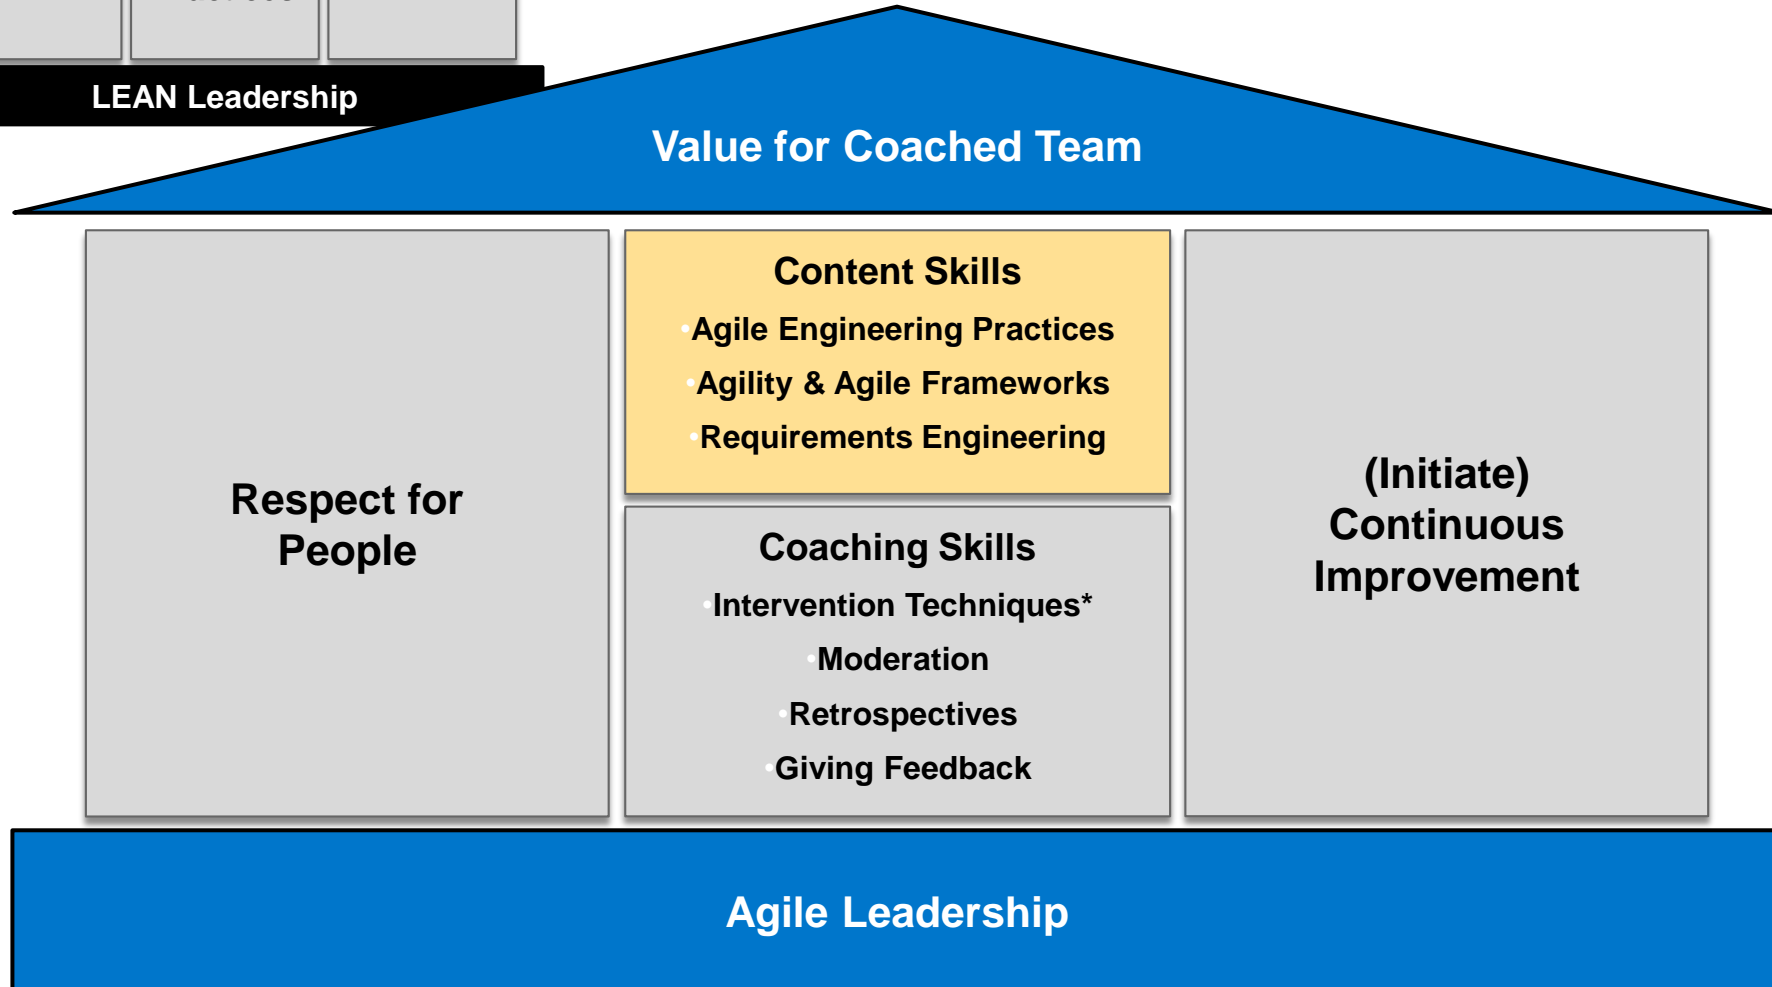 LEAN Leadership
Value for Coached Team
Respect for
People
Content Skills
•Agile Engineering Practices
•Agility & Agile Frameworks
•Requirements Engineering
Coaching Skills
•Intervention Techniques*
•Moderation
•Retrospectives
•Giving Feedback
(Initiate)
Continuous
Improvement
Agile Leadership